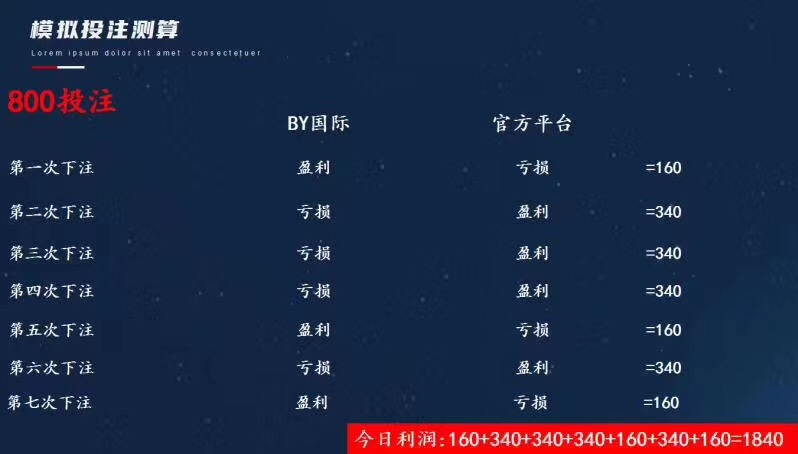 模拟投注测算
Lorem ipsum dolor sit amet consectetuer
800投注
BY国际 官方平台
第一次下注 盈利 亏损 =160
第二次下注 亏损 盈利 =340
第三次下注 亏损 盈利 =340
第四次下注 亏损 盈利 =340
第五次下注 盈利 亏损 =160
第六次下注 亏损 盈利 =340
第七次下注 盈利 亏损 =160
今日利润:160+340+340+340+160+340+160=1840